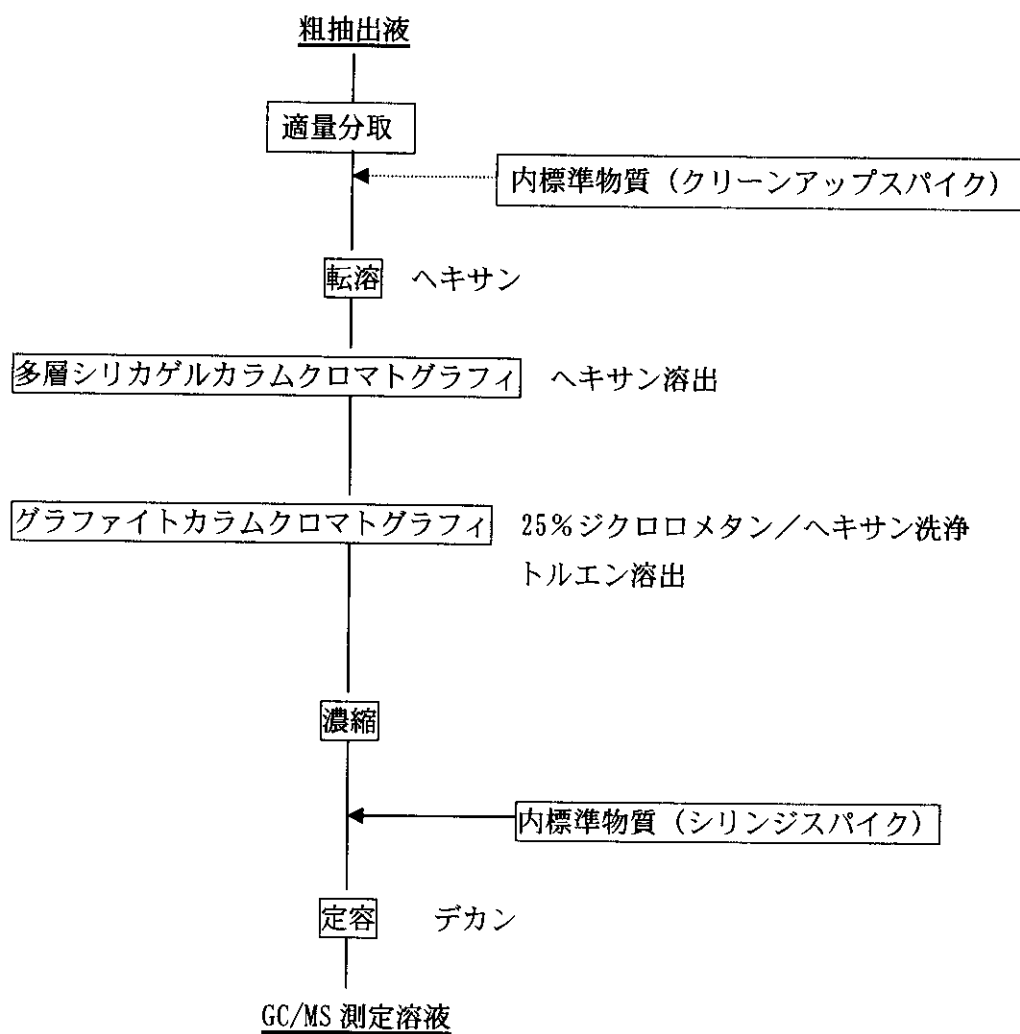 粗抽出液
適量分取
内標準物質（クリーンアップスパイク）
転溶 ヘキサン
多層シリカゲルカラムクロマトグラフィ ヘキサン溶出
グラファイトカラムクロマトグラフィ 25％ジクロロメタン／ヘキサン洗浄
トルエン溶出
濃縮
内標準物質（シリンジスパイク）
定容 デカン
GC/MS 測定溶液